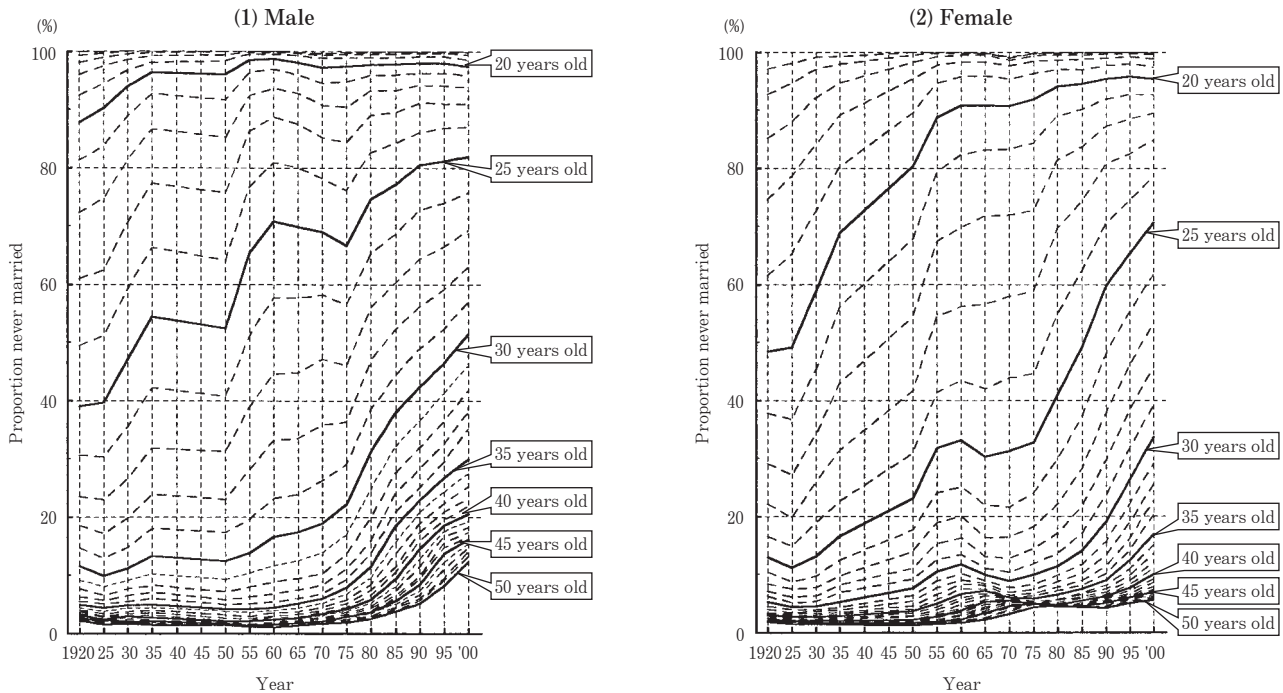 (1) Male
(%)
100
80
60
40
20
0
Proportion never married
1920 25 30 35 40 45 50 55 60 65 70 75 80 85 90 95 '00
Year
20 years old
25 years old
30 years old
35 years old
40 years old
45 years old
50 years old
(2) Female
(%)
100
80
60
40
20
0
Proportion never married
1920 25 30 35 40 45 50 55 60 65 70 75 80 85 90 95 '00
Year
20 years old
25 years old
30 years old
35 years old
40 years old
45 years old
50 years old